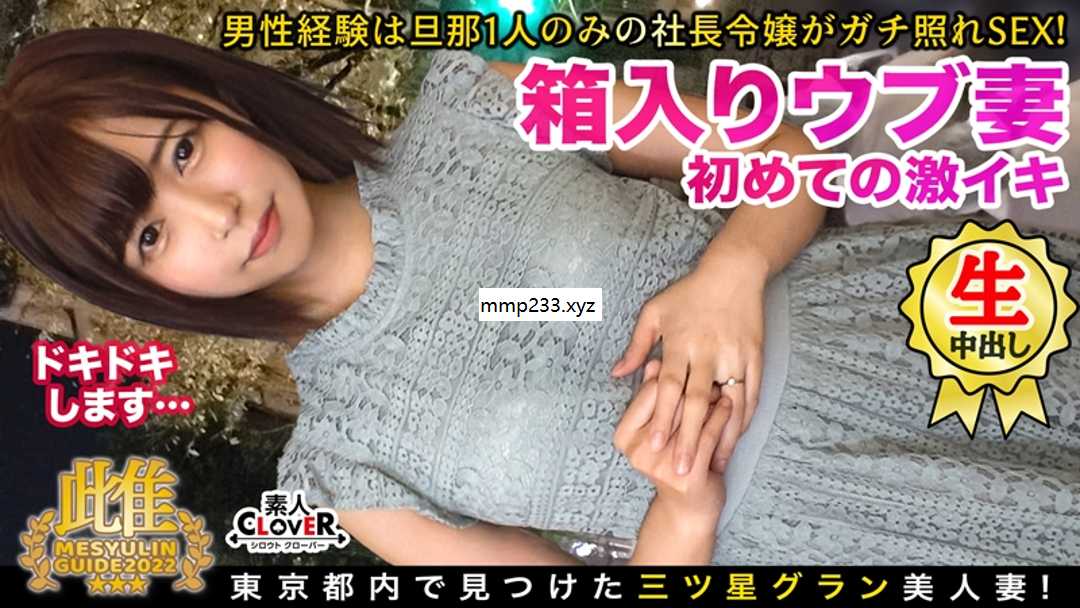 男性経験は旦那1人のみの社長令嬢がガチ照れSEX!
箱入りウブ妻
初めての激イキ
生
中出し
mmp233.xyz
ドキドキ
します…
雌
MESYULIN
GUIDE2022
素人
CLOVER
シロウト クローバー
東京都内で見つけた三ツ星グラン美人妻!